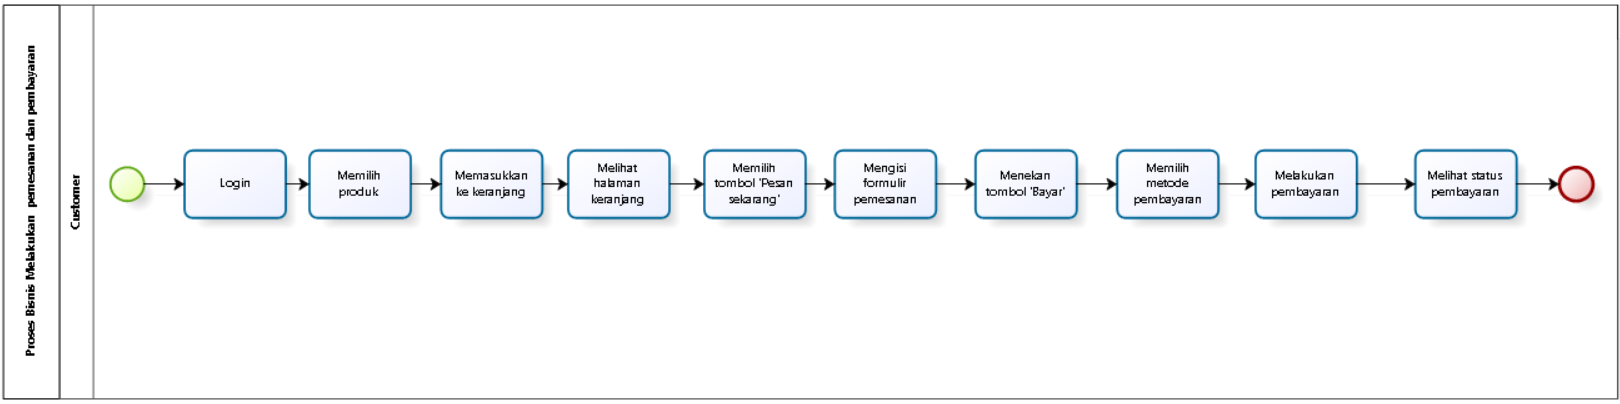 Proses Bisnis Melakukan pemesanan dan pembayaran
Customer
Login
Memilih
produk
Memasukkan
ke keranjang
Melihat
halaman
keranjang
Memilih
tombol 'Pesan
sekarang'
Mengisi
formulir
pemesanan
Menekan
tombol 'Bayar'
Memilih
metode
pembayaran
Melakukan
pembayaran
Melihat status
pembayaran